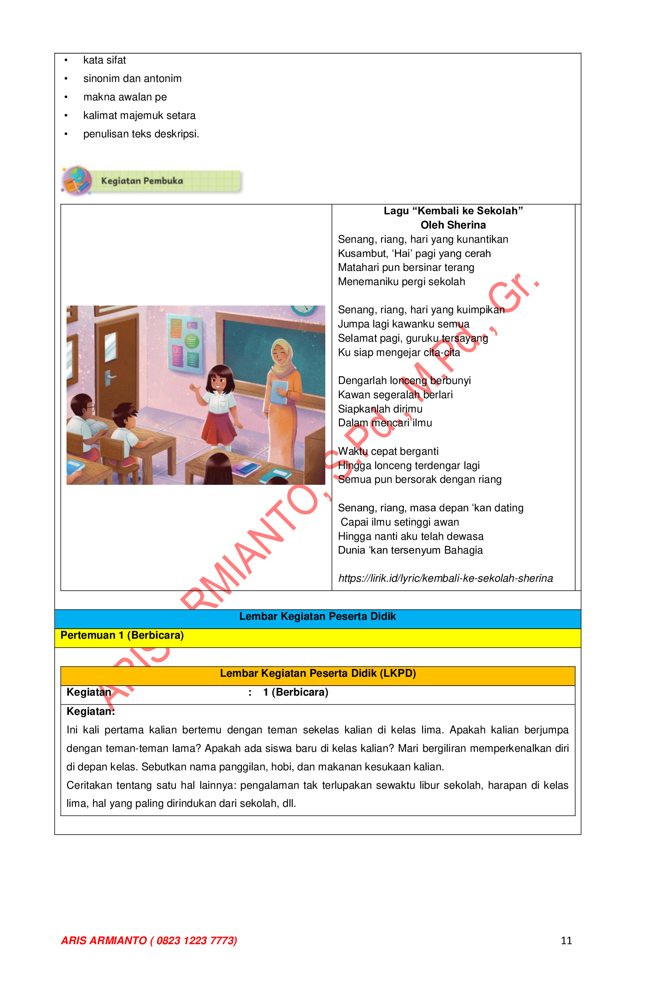 • kata sifat
• sinonim dan antonim
• makna awalan pe
• kalimat majemuk setara
• penulisan teks deskripsi.
Kegiatan Pembuka
Lagu “Kembali ke Sekolah”
Oleh Sherina
Senang, riang, hari yang kunantikan
Kusambut, ‘Hai’ pagi yang cerah
Matahari pun bersinar terang
Menemaniku pergi sekolah
Senang, riang, hari yang kuimpikan
Jumpa lagi kawanku semua
Selamat pagi, guruku tersayang
Ku siap mengejar cita-cita
Dengarlah lonceng berbunyi
Kawan segeralah berlari
Siapkanlah dirimu
Dalam mencari ilmu
Waktu cepat berganti
Hingga lonceng terdengar lagi
Semua pun bersorak dengan riang
Senang, riang, masa depan ‘kan dating
Capai ilmu setinggi awan
Hingga nanti aku telah dewasa
Dunia ‘kan tersenyum Bahagia
https://lirik.id/lyric/kembali-ke-sekolah-sherina
Lembar Kegiatan Peserta Didik
Pertemuan 1 (Berbicara)
Lembar Kegiatan Peserta Didik (LKPD)
Kegiatan : 1 (Berbicara)
Kegiatan:
Ini kali pertama kalian bertemu dengan teman sekelas kalian di kelas lima. Apakah kalian berjumpa
dengan teman-teman lama? Apakah ada siswa baru di kelas kalian? Mari bergiliran memperkenalkan diri
di depan kelas. Sebutkan nama panggilan, hobi, dan makanan kesukaan kalian.
Ceritakan tentang satu hal lainnya: pengalaman tak terlupakan sewaktu libur sekolah, harapan di kelas
lima, hal yang paling dirindukan dari sekolah, dll.
ARIS ARMIANTO, S.Pd., M.Pd., Gr.
ARIS ARMIANTO ( 0823 1223 7773) 11